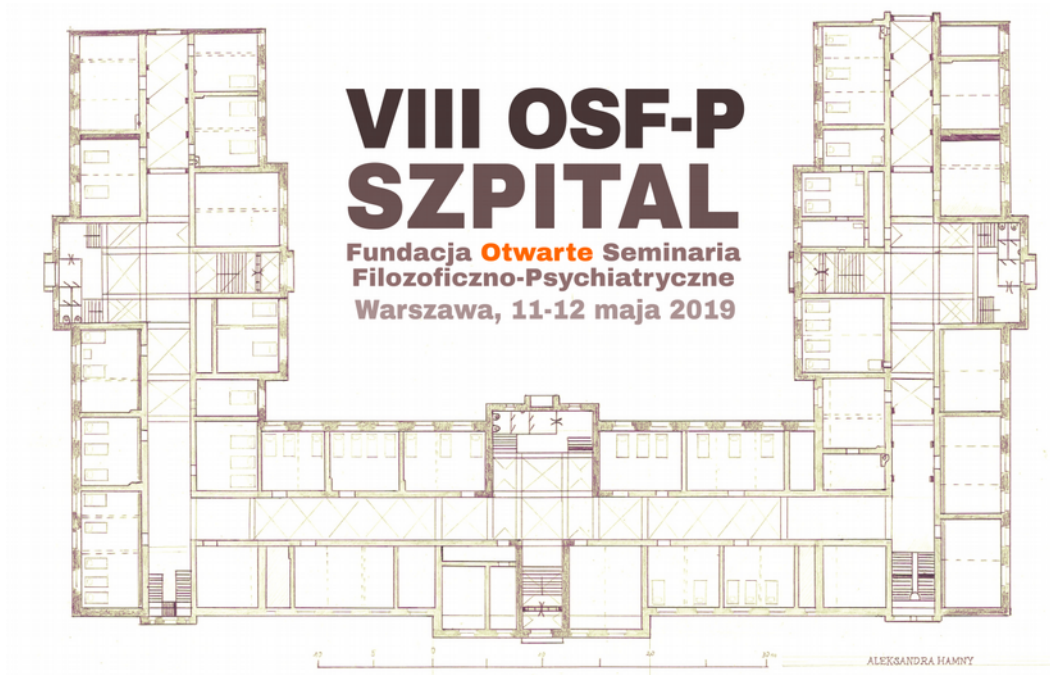 VIII OSF-P
SZPITAL
Fundacja Otwarte Seminaria
Filozoficzno-Psychiatryczne
Warszawa, 11-12 maja 2019
ALEKSANDRA HAMNY